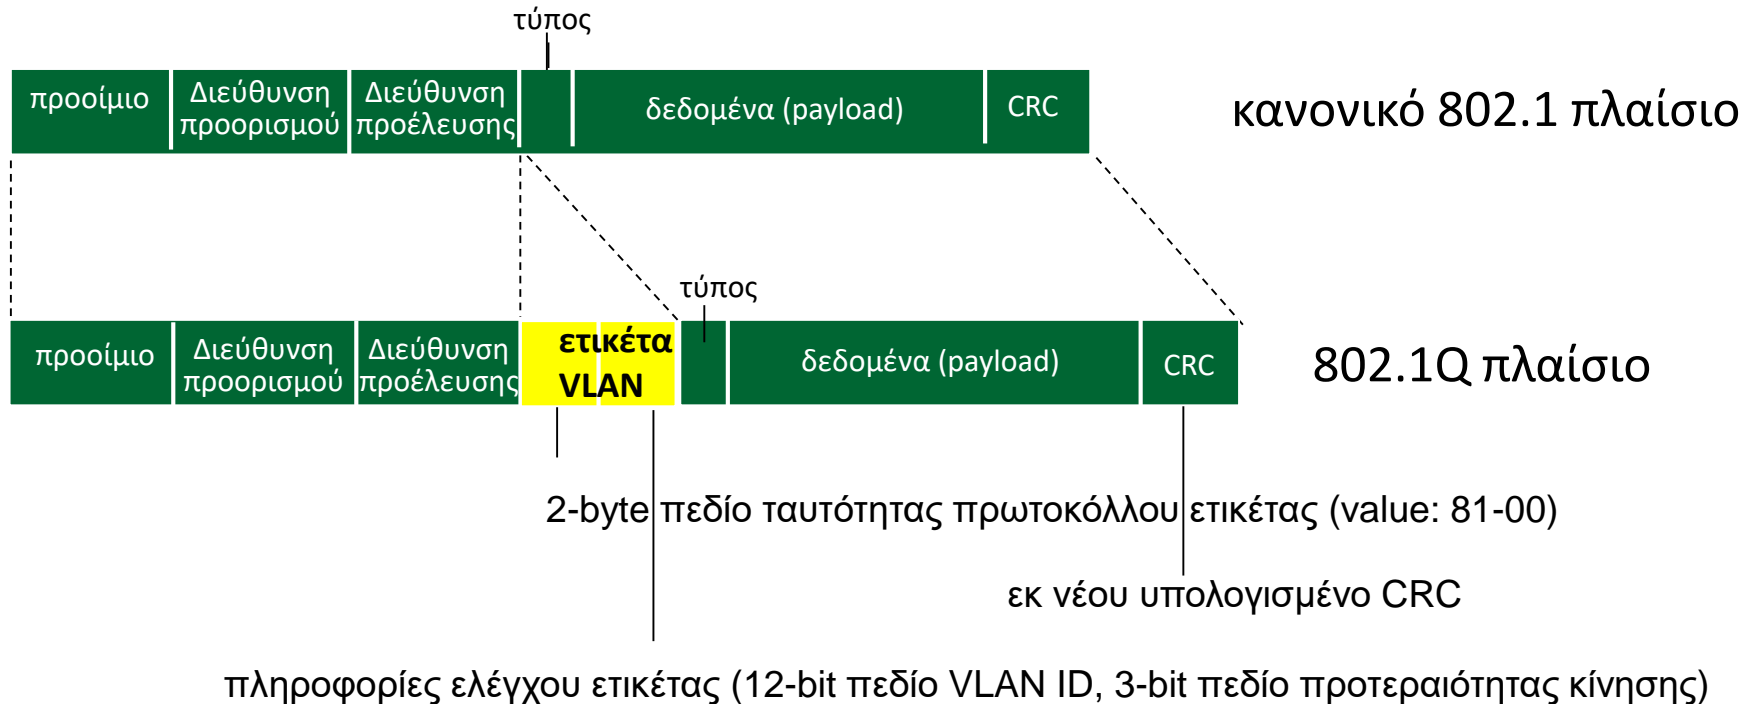 τύπος
προοίμιο
Διεύθυνση
προορισμού
Διεύθυνση
προέλευσης
δεδομένα (payload)
CRC
κανονικό 802.1 πλαίσιο
τύπος
προοίμιο
Διεύθυνση
προορισμού
Διεύθυνση
προέλευσης
ετικέτα
VLAN
δεδομένα (payload)
CRC
802.1Q πλαίσιο
2-byte πεδίο ταυτότητας πρωτοκόλλου ετικέτας (value: 81-00)
εκ νέου υπολογισμένο CRC
πληροφορίες ελέγχου ετικέτας (12-bit πεδίο VLAN ID, 3-bit πεδίο προτεραιότητας κίνησης)